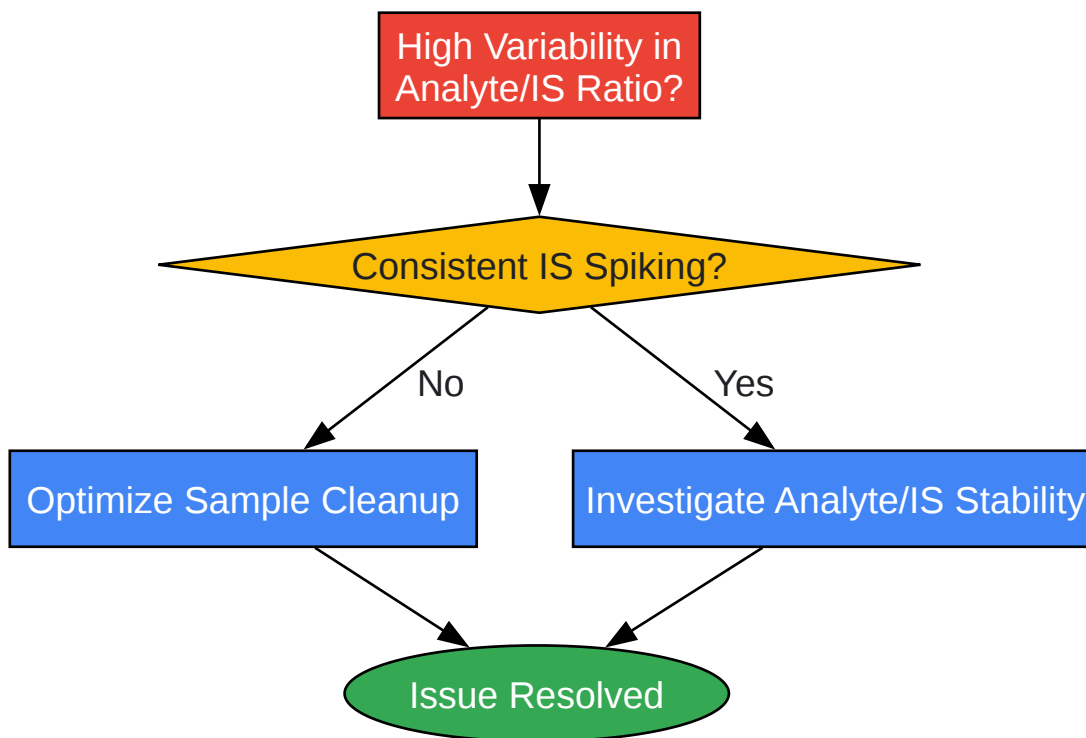 High Variability in
Analyte/IS Ratio?
Consistent IS Spiking?
No
Yes
Optimize Sample Cleanup
Investigate Analyte/IS Stability
Issue Resolved